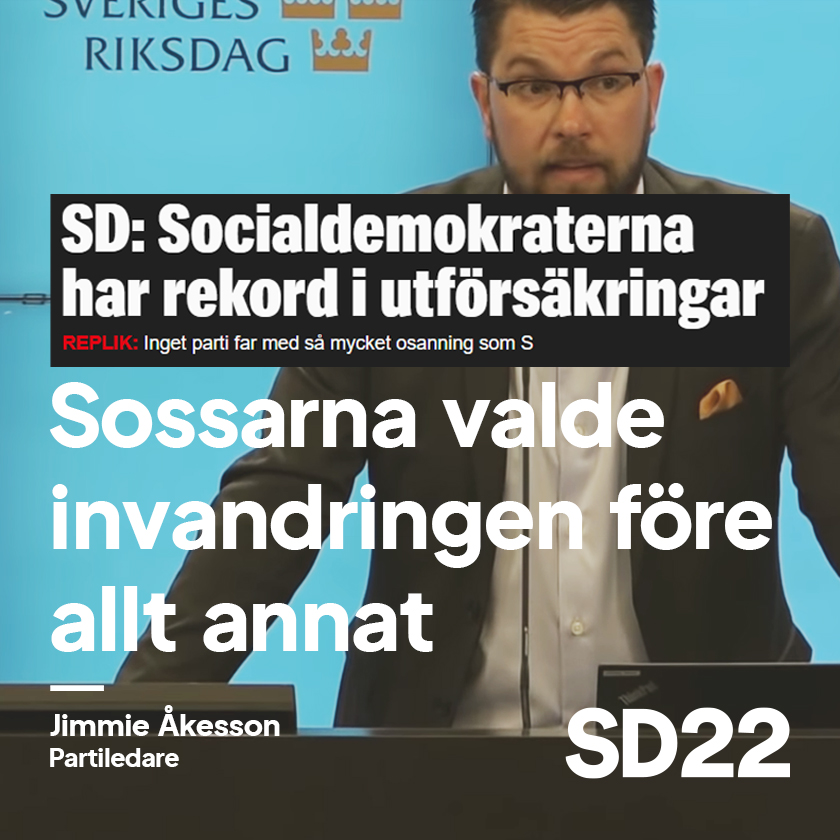 SVERIGES
RIKSDAG
SD: Socialdemokraterna
har rekord i utförsäkringar
REPLIK: Inget parti far med så mycket osanning som S
Sossarna valde
invandringen före
allt annat
Jimmie Åkesson
Partiledare
SD22
ThinkPad